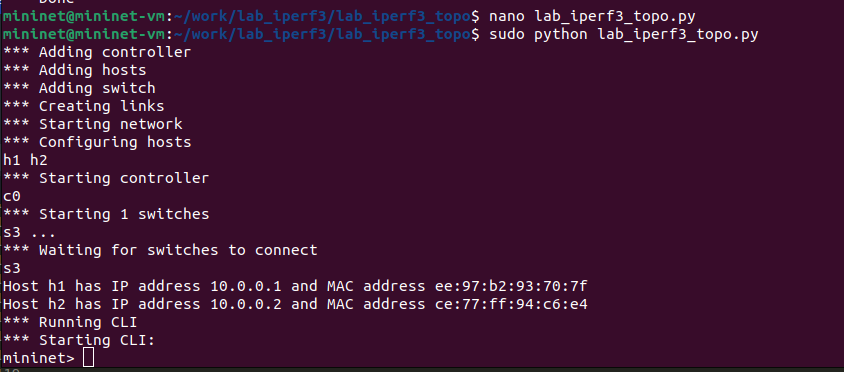 Done
mininet@mininet-vm:~/work/lab_iperf3/lab_iperf3_topo$ nano lab_iperf3_topo.py
mininet@mininet-vm:~/work/lab_iperf3/lab_iperf3_topo$ sudo python lab_iperf3_topo.py
*** Adding controller
*** Adding hosts
*** Adding switch
*** Creating links
*** Starting network
*** Configuring hosts
h1 h2
*** Starting controller
c0
*** Starting 1 switches
s3 ...
*** Waiting for switches to connect
s3
Host h1 has IP address 10.0.0.1 and MAC address ee:97:b2:93:70:7f
Host h2 has IP address 10.0.0.2 and MAC address ce:77:ff:94:c6:e4
*** Running CLI
*** Starting CLI:
mininet>